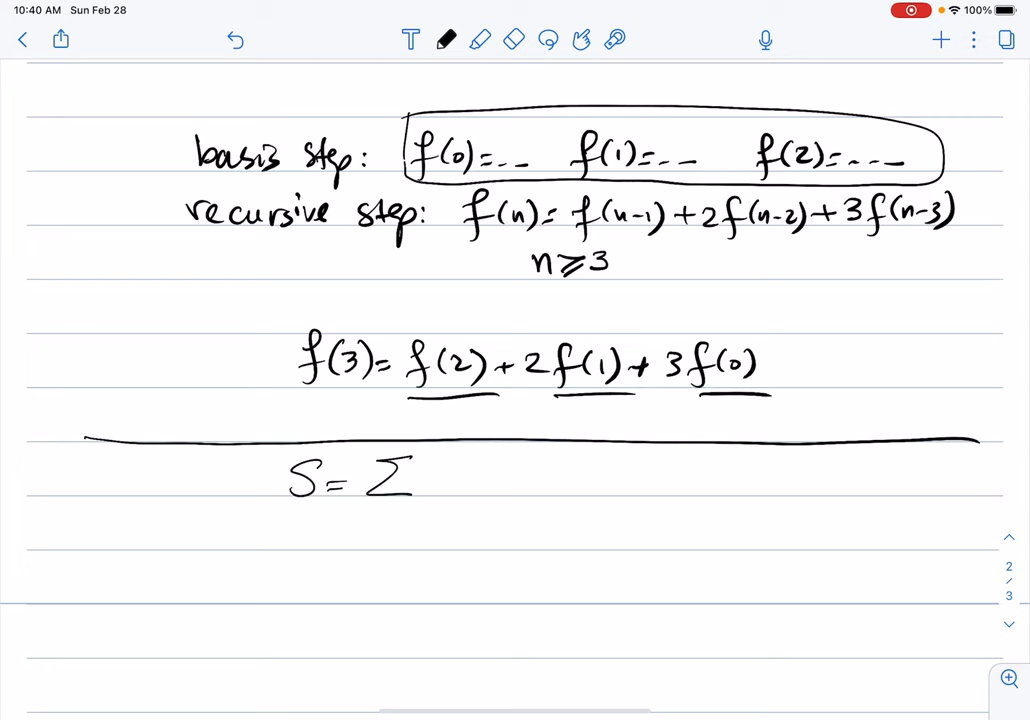 10:40 AM Sun Feb 28 100%
basis step: f(0)=-- f(1)=-- f(2)=---
recursive step: f(n)= f(n-1)+2f(n-2)+3f(n-3)
n⩾3
f(3)= f(2)+2f(1)+3f(0)
S= Σ
2
/
3